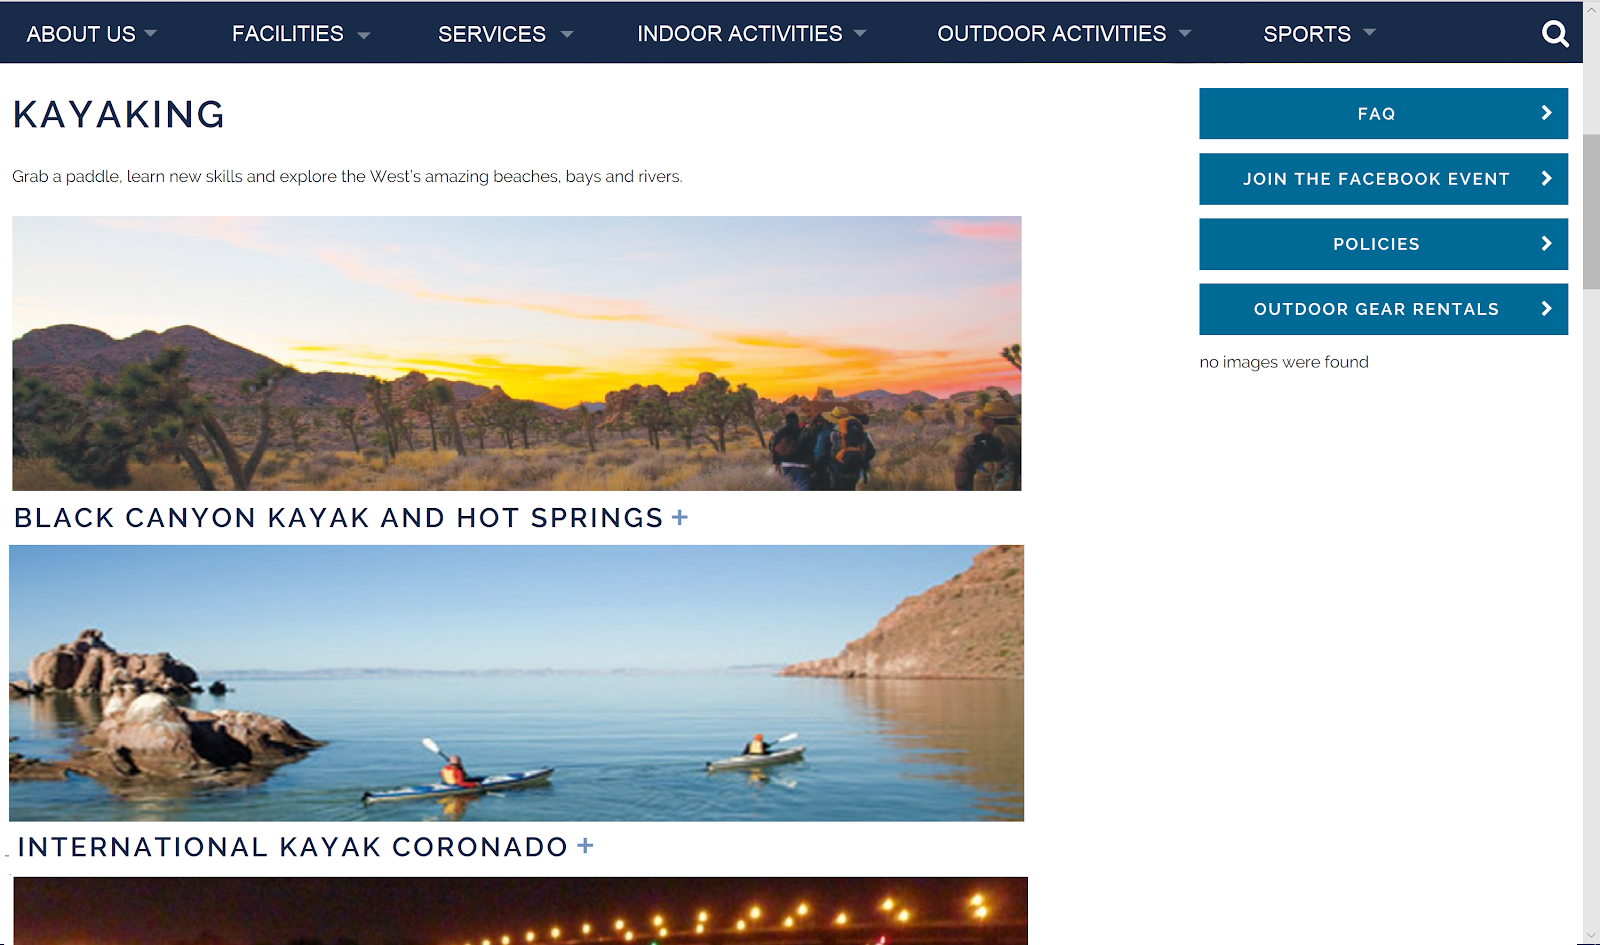 ABOUT US FACILITIES SERVICES INDOOR ACTIVITIES OUTDOOR ACTIVITIES SPORTS
KAYAKING
Grab a paddle, learn new skills and explore the West's amazing beaches, bays and rivers.
BLACK CANYON KAYAK AND HOT SPRINGS +
INTERNATIONAL KAYAK CORONADO +
FAQ
JOIN THE FACEBOOK EVENT
POLICIES
OUTDOOR GEAR RENTALS
no images were found